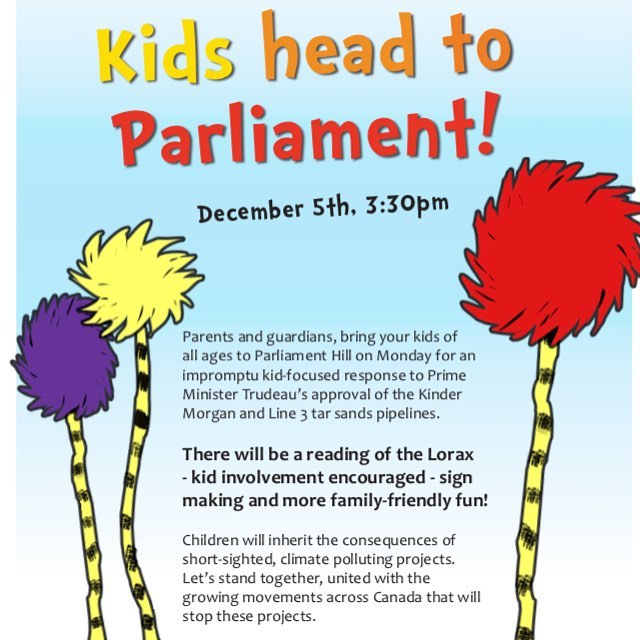 Kids head to
Parliament!
December 5th, 3:30pm
Parents and guardians, bring your kids of
all ages to Parliament Hill on Monday for an
impromptu kid-focused response to Prime
Minister Trudeau's approval of the Kinder
Morgan and Line 3 tar sands pipelines.
There will be a reading of the Lorax
- kid involvement encouraged - sign
making and more family-friendly fun!
Children will inherit the consequences of
short-sighted, climate polluting projects.
Let's stand together, united with the
growing movements across Canada that will
stop these projects.